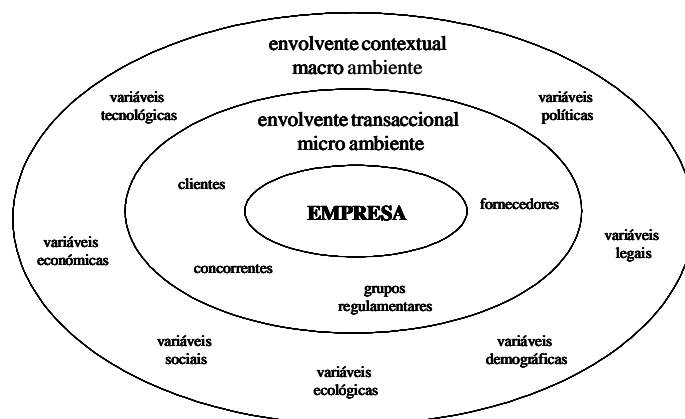 envolvente contextual
macro ambiente
variáveis
tecnológicas
variáveis
políticas
envolvente transaccional
micro ambiente
clientes
fornecedores
EMPRESA
variáveis
económicas
variáveis
legais
concorrentes
grupos
regulamentares
variáveis
sociais
variáveis
demográficas
variáveis
ecológicas